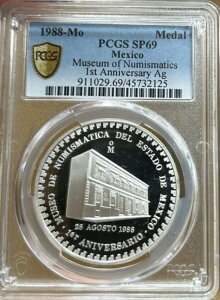 1988-Mo Medal
PCGS SP69
Mexico
Museum of Numismatics
1st Anniversary Ag
911029.69/45732125
PCGS
MUSEO DE NUMISMATICA DEL ESTADO DE MEXICO
oM
28 AGOSTO 1988
1er ANIVERSARIO